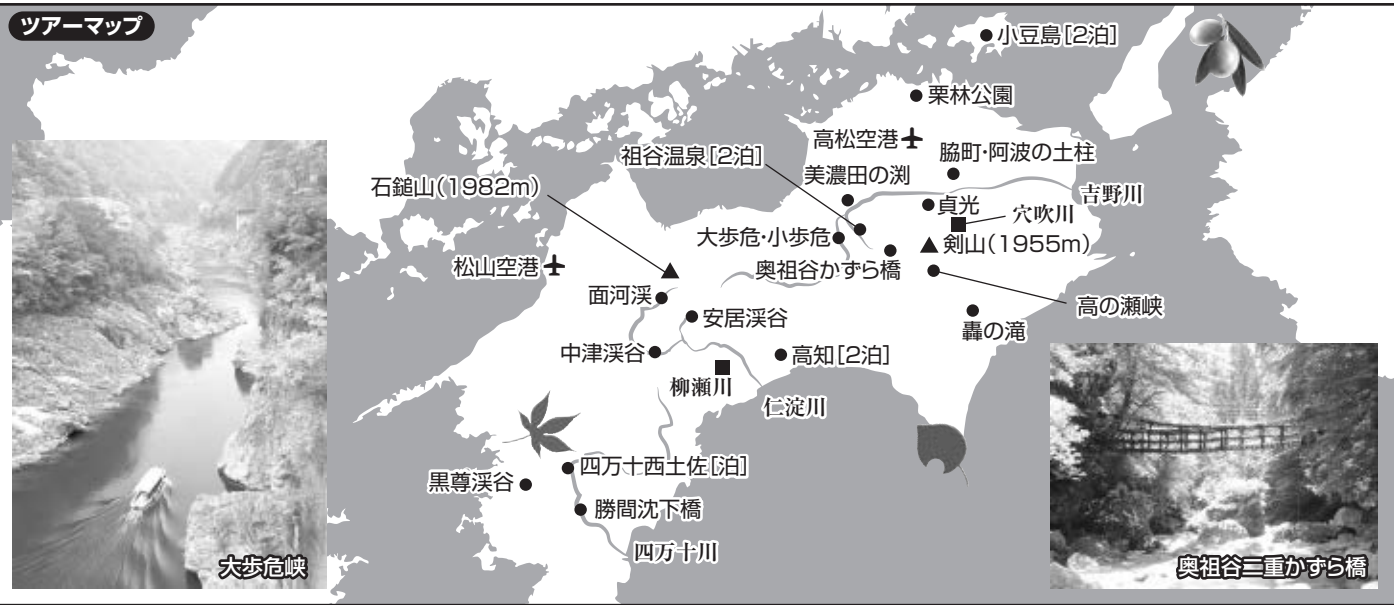 ツアーマップ
小豆島[2泊]
栗林公園
高松空港
脇町・阿波の土柱
祖谷温泉[2泊]
美濃田の渕
石鎚山(1982m)
吉野川
貞光
穴吹川
大歩危・小歩危
剣山(1955m)
松山空港
奥祖谷かずら橋
面河渓
高の瀬峡
安居渓谷
轟の滝
中津渓谷
高知[2泊]
柳瀬川
仁淀川
四万十西土佐[泊]
黒尊渓谷
勝間沈下橋
四万十川
大歩危峡
奥祖谷二重かずら橋